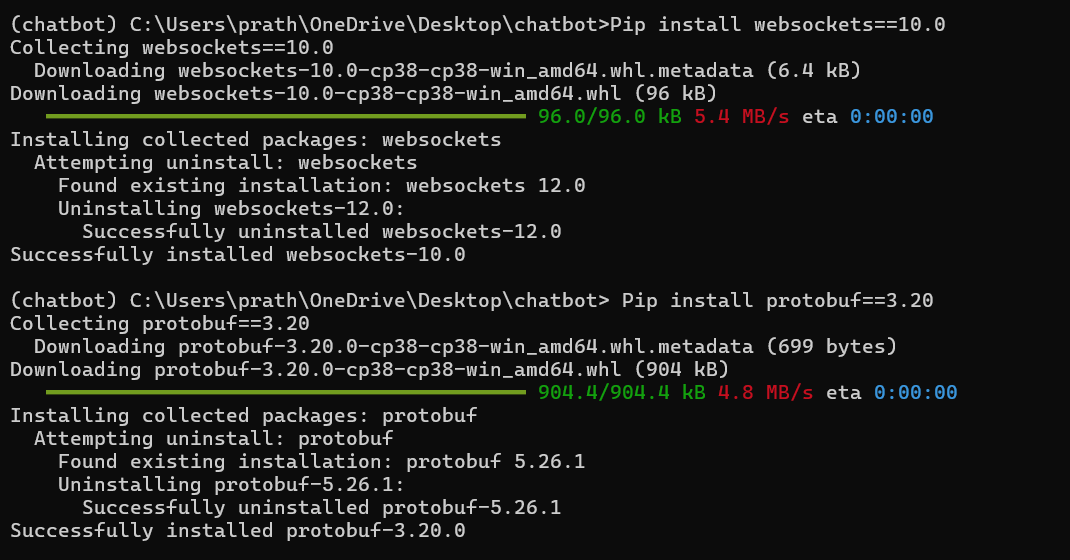 (chatbot) C:\Users\prath\OneDrive\Desktop\chatbot>Pip install websockets==10.0
Collecting websockets==10.0
  Downloading websockets-10.0-cp38-cp38-win_amd64.whl.metadata (6.4 kB)
Downloading websockets-10.0-cp38-cp38-win_amd64.whl (96 kB)
96.0/96.0 kB 5.4 MB/s eta 0:00:00
Installing collected packages: websockets
  Attempting uninstall: websockets
    Found existing installation: websockets 12.0
    Uninstalling websockets-12.0:
      Successfully uninstalled websockets-12.0
Successfully installed websockets-10.0
(chatbot) C:\Users\prath\OneDrive\Desktop\chatbot> Pip install protobuf==3.20
Collecting protobuf==3.20
  Downloading protobuf-3.20.0-cp38-cp38-win_amd64.whl.metadata (699 bytes)
Downloading protobuf-3.20.0-cp38-cp38-win_amd64.whl (904 kB)
904.4/904.4 kB 4.8 MB/s eta 0:00:00
Installing collected packages: protobuf
  Attempting uninstall: protobuf
    Found existing installation: protobuf 5.26.1
    Uninstalling protobuf-5.26.1:
      Successfully uninstalled protobuf-5.26.1
Successfully installed protobuf-3.20.0